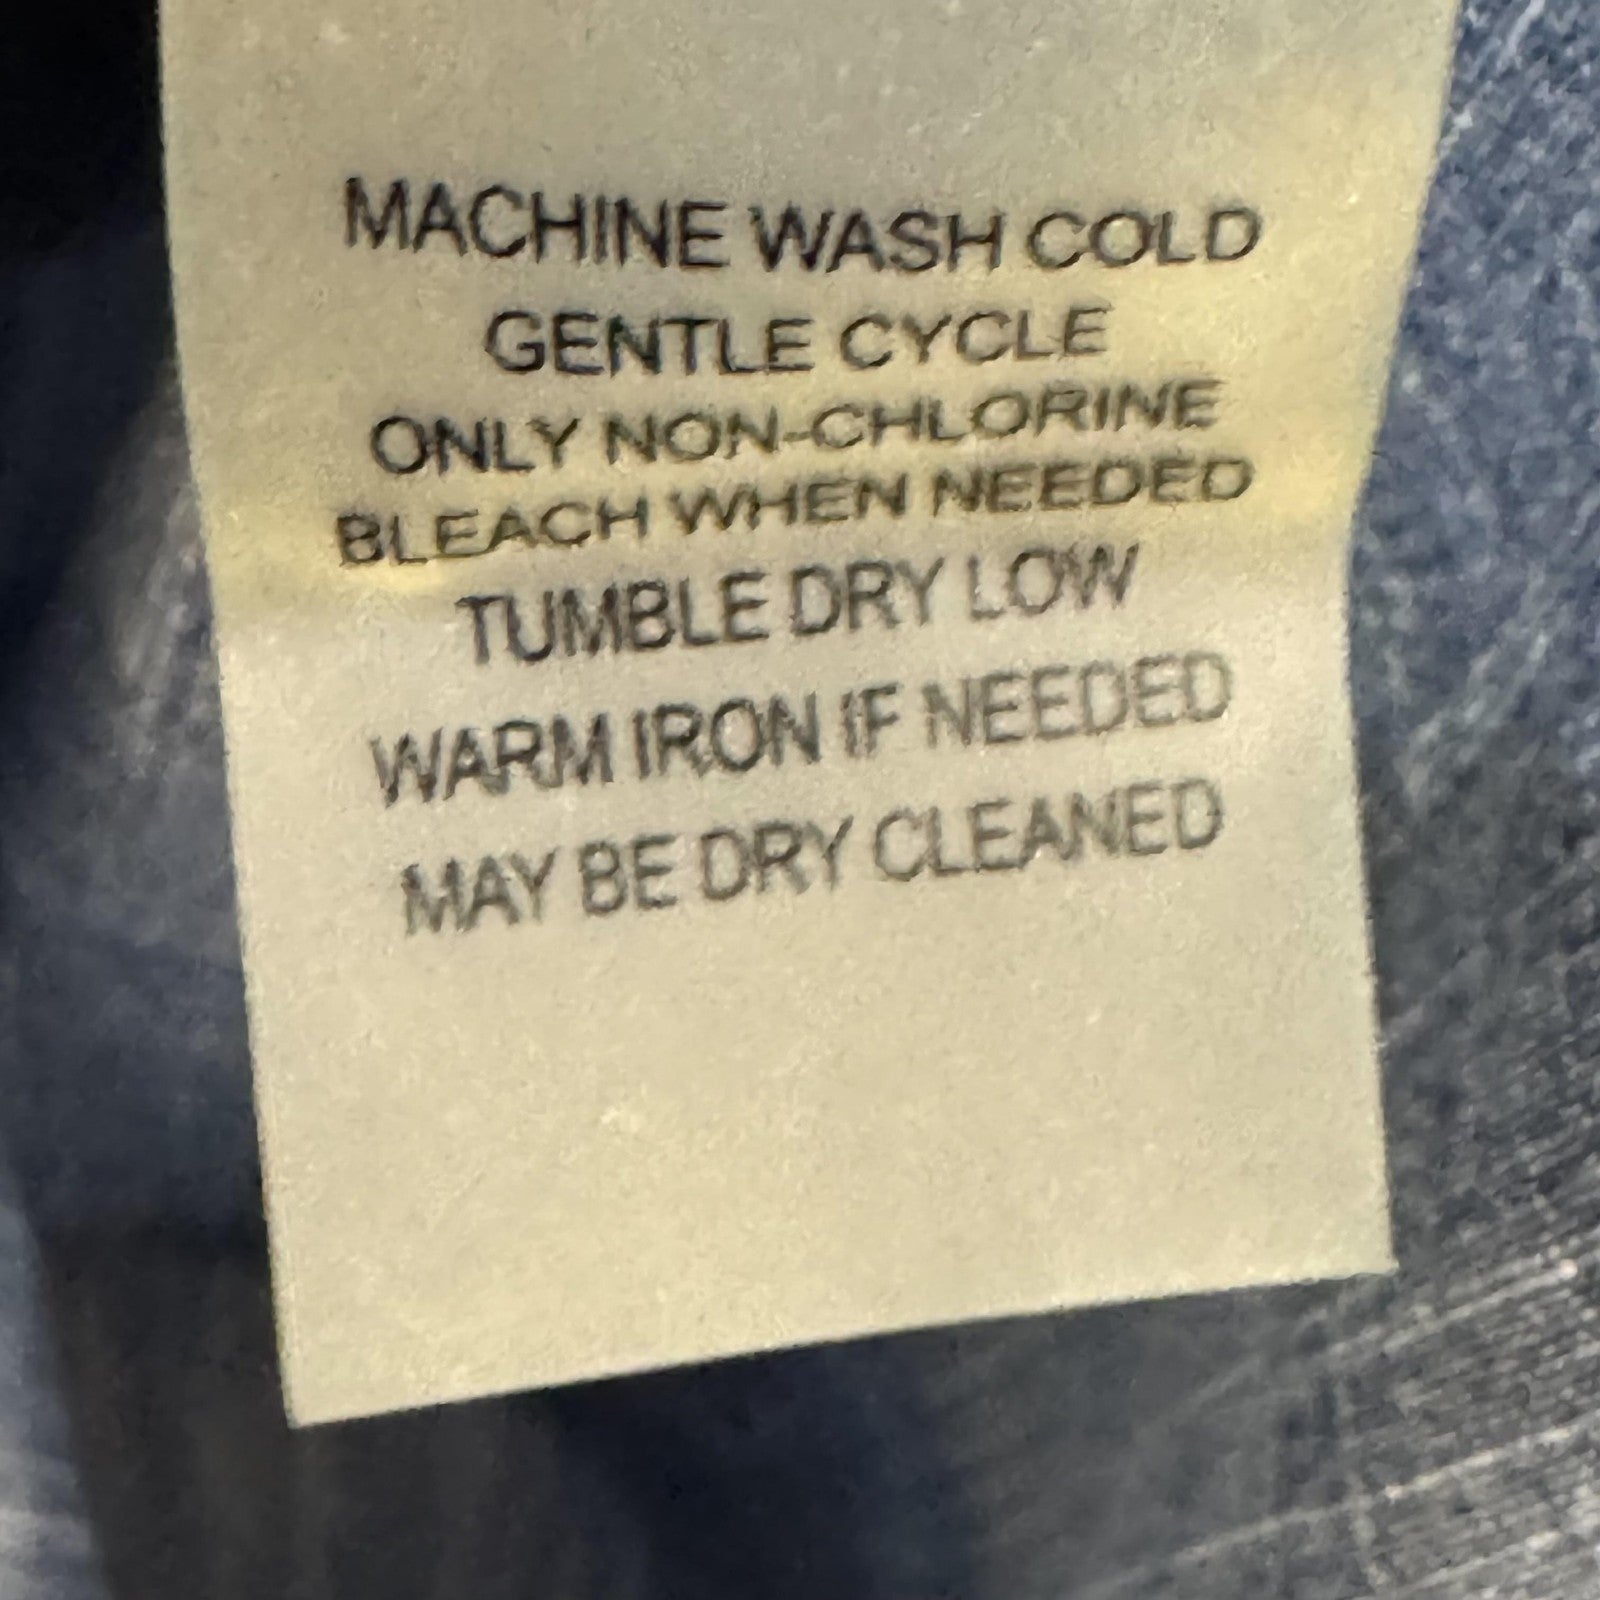 MACHINE WASH COLD
GENTLE CYCLE
ONLY NON-CHLORINE
BLEACH WHEN NEEDED
TUMBLE DRY LOW
WARM IRON IF NEEDED
MAY BE DRY CLEANED